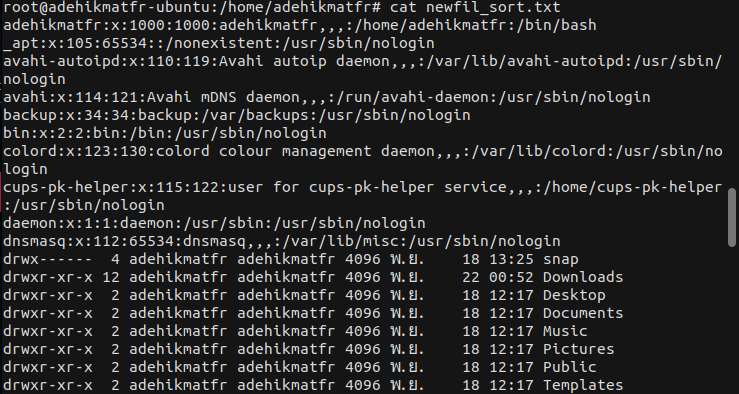 root@adehikmatfr-ubuntu:/home/adehikmatfr# cat newfil_sort.txt
adehikmatfr:x:1000:1000:adehikmatfr,,,:/home/adehikmatfr:/bin/bash
_apt:x:105:65534::/nonexistent:/usr/sbin/nologin
avahi-autoipd:x:110:119:Avahi autoip daemon,,,:/var/lib/avahi-autoipd:/usr/sbin/
nologin
avahi:x:114:121:Avahi mDNS daemon,,,:/run/avahi-daemon:/usr/sbin/nologin
backup:x:34:34:backup:/var/backups:/usr/sbin/nologin
bin:x:2:2:bin:/bin:/usr/sbin/nologin
colord:x:123:130:colord colour management daemon,,,:/var/lib/colord:/usr/sbin/no
login
cups-pk-helper:x:115:122:user for cups-pk-helper service,,,:/home/cups-pk-helper
:/usr/sbin/nologin
daemon:x:1:1:daemon:/usr/sbin:/usr/sbin/nologin
dnsmasq:x:112:65534:dnsmasq,,,:/var/lib/misc:/usr/sbin/nologin
drwx------  4 adehikmatfr adehikmatfr 4096 พ.ย.    18 13:25 snap
drwxr-xr-x 12 adehikmatfr adehikmatfr 4096 พ.ย.    22 00:52 Downloads
drwxr-xr-x  2 adehikmatfr adehikmatfr 4096 พ.ย.    18 12:17 Desktop
drwxr-xr-x  2 adehikmatfr adehikmatfr 4096 พ.ย.    18 12:17 Documents
drwxr-xr-x  2 adehikmatfr adehikmatfr 4096 พ.ย.    18 12:17 Music
drwxr-xr-x  2 adehikmatfr adehikmatfr 4096 พ.ย.    18 12:17 Pictures
drwxr-xr-x  2 adehikmatfr adehikmatfr 4096 พ.ย.    18 12:17 Public
drwxr-xr-x  2 adehikmatfr adehikmatfr 4096 พ.ย.    18 12:17 Templates